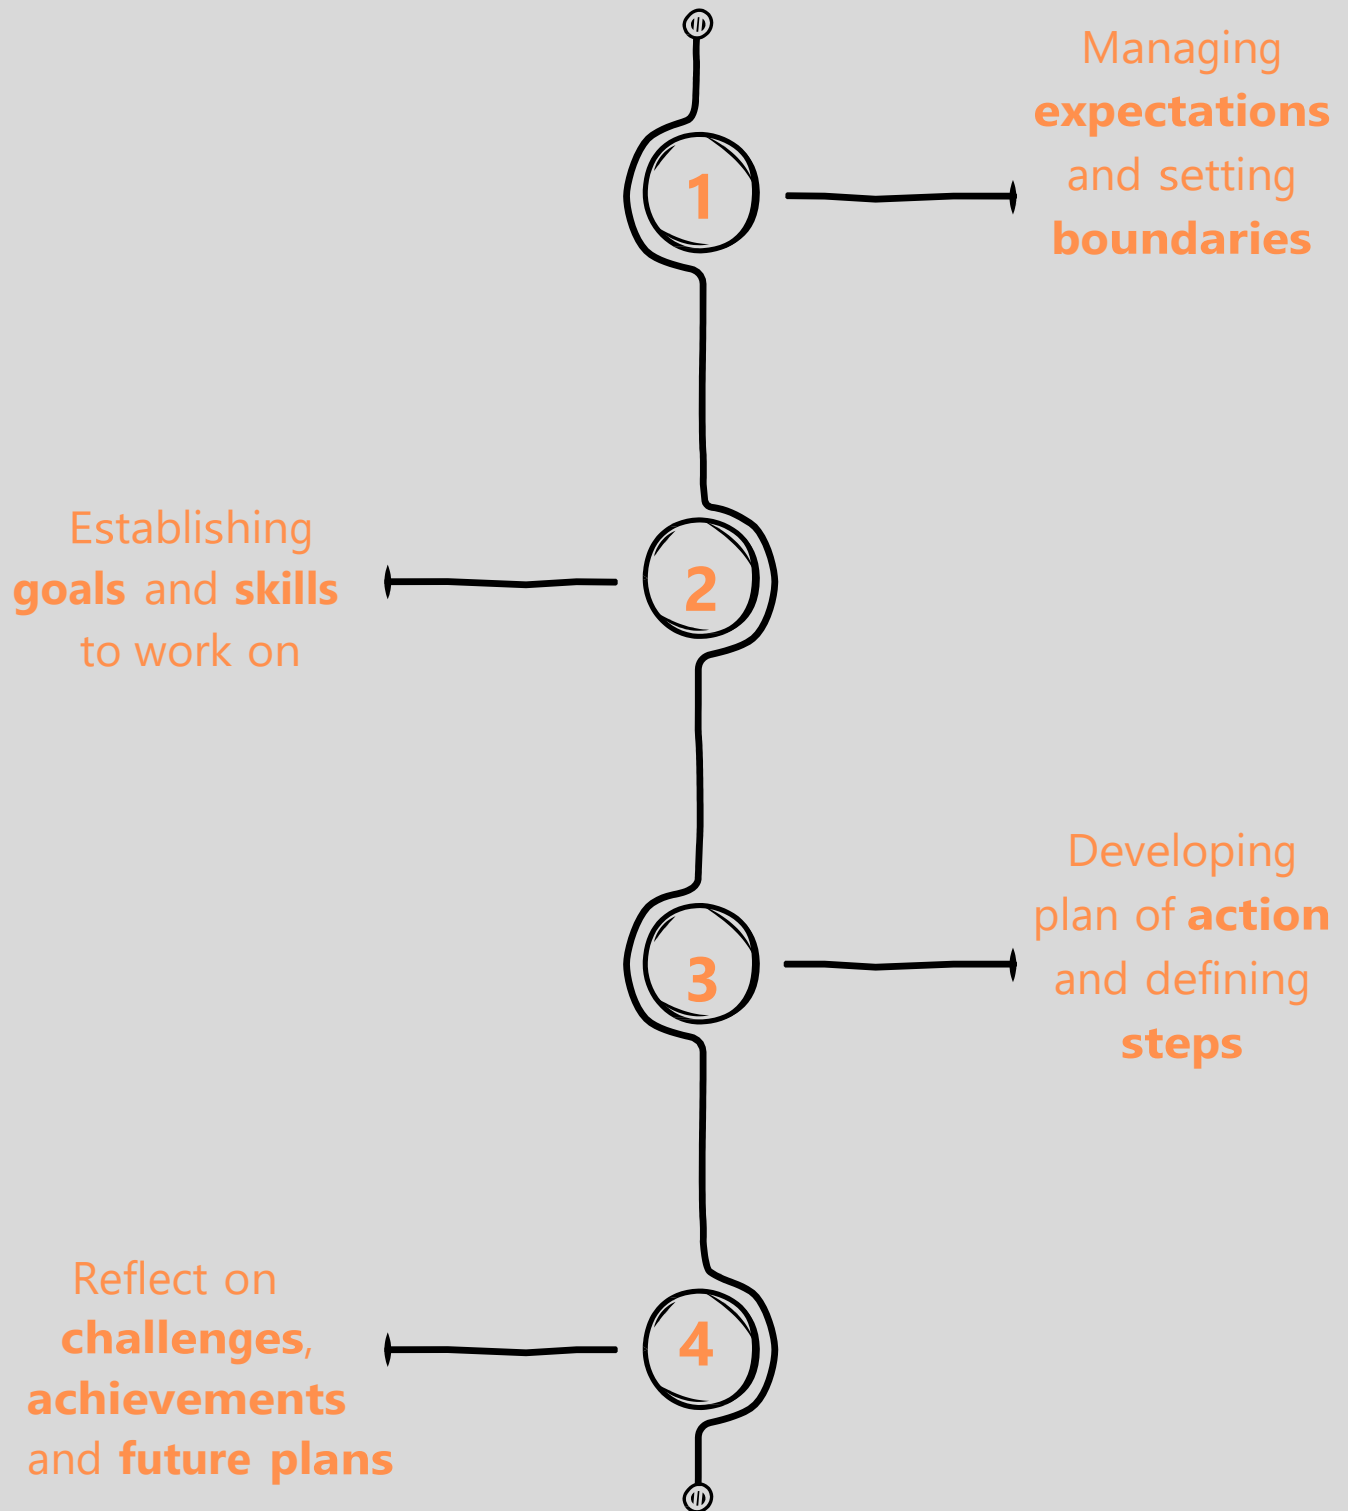 1
Managing
expectations
and setting
boundaries
2
Establishing
goals and skills
to work on
3
Developing
plan of action
and defining
steps
4
Reflect on
challenges,
achievements
and future plans